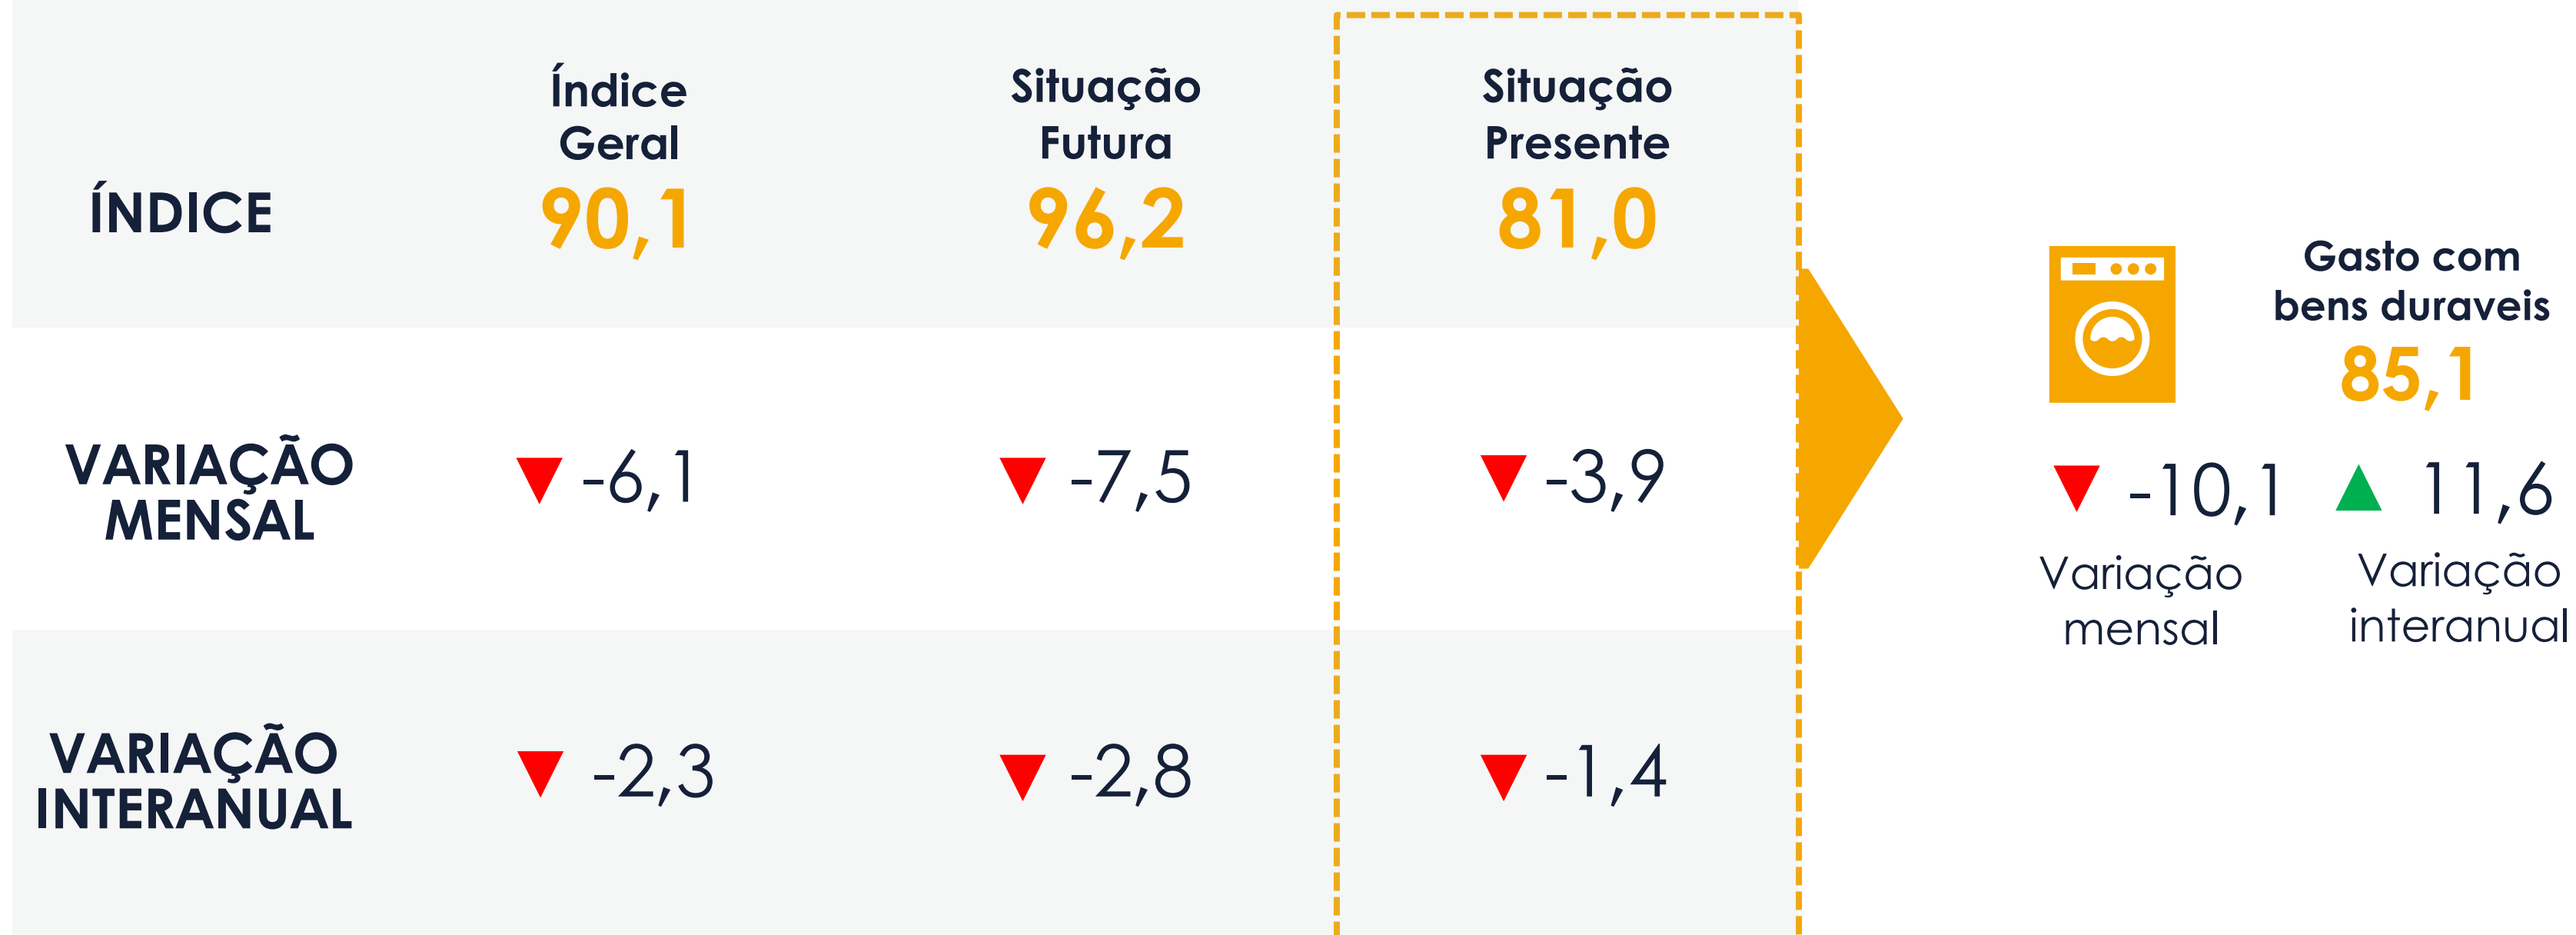 Índice
Geral
Situação
Futura
Situação
Presente
ÍNDICE
90,1
96,2
81,0
VARIAÇÃO
MENSAL
-6,1
-7,5
-3,9
VARIAÇÃO
INTERANUAL
-2,3
-2,8
-1,4
Gasto com
bens duraveis
85,1
-10,1
11,6
Variação
mensal
Variação
interanual